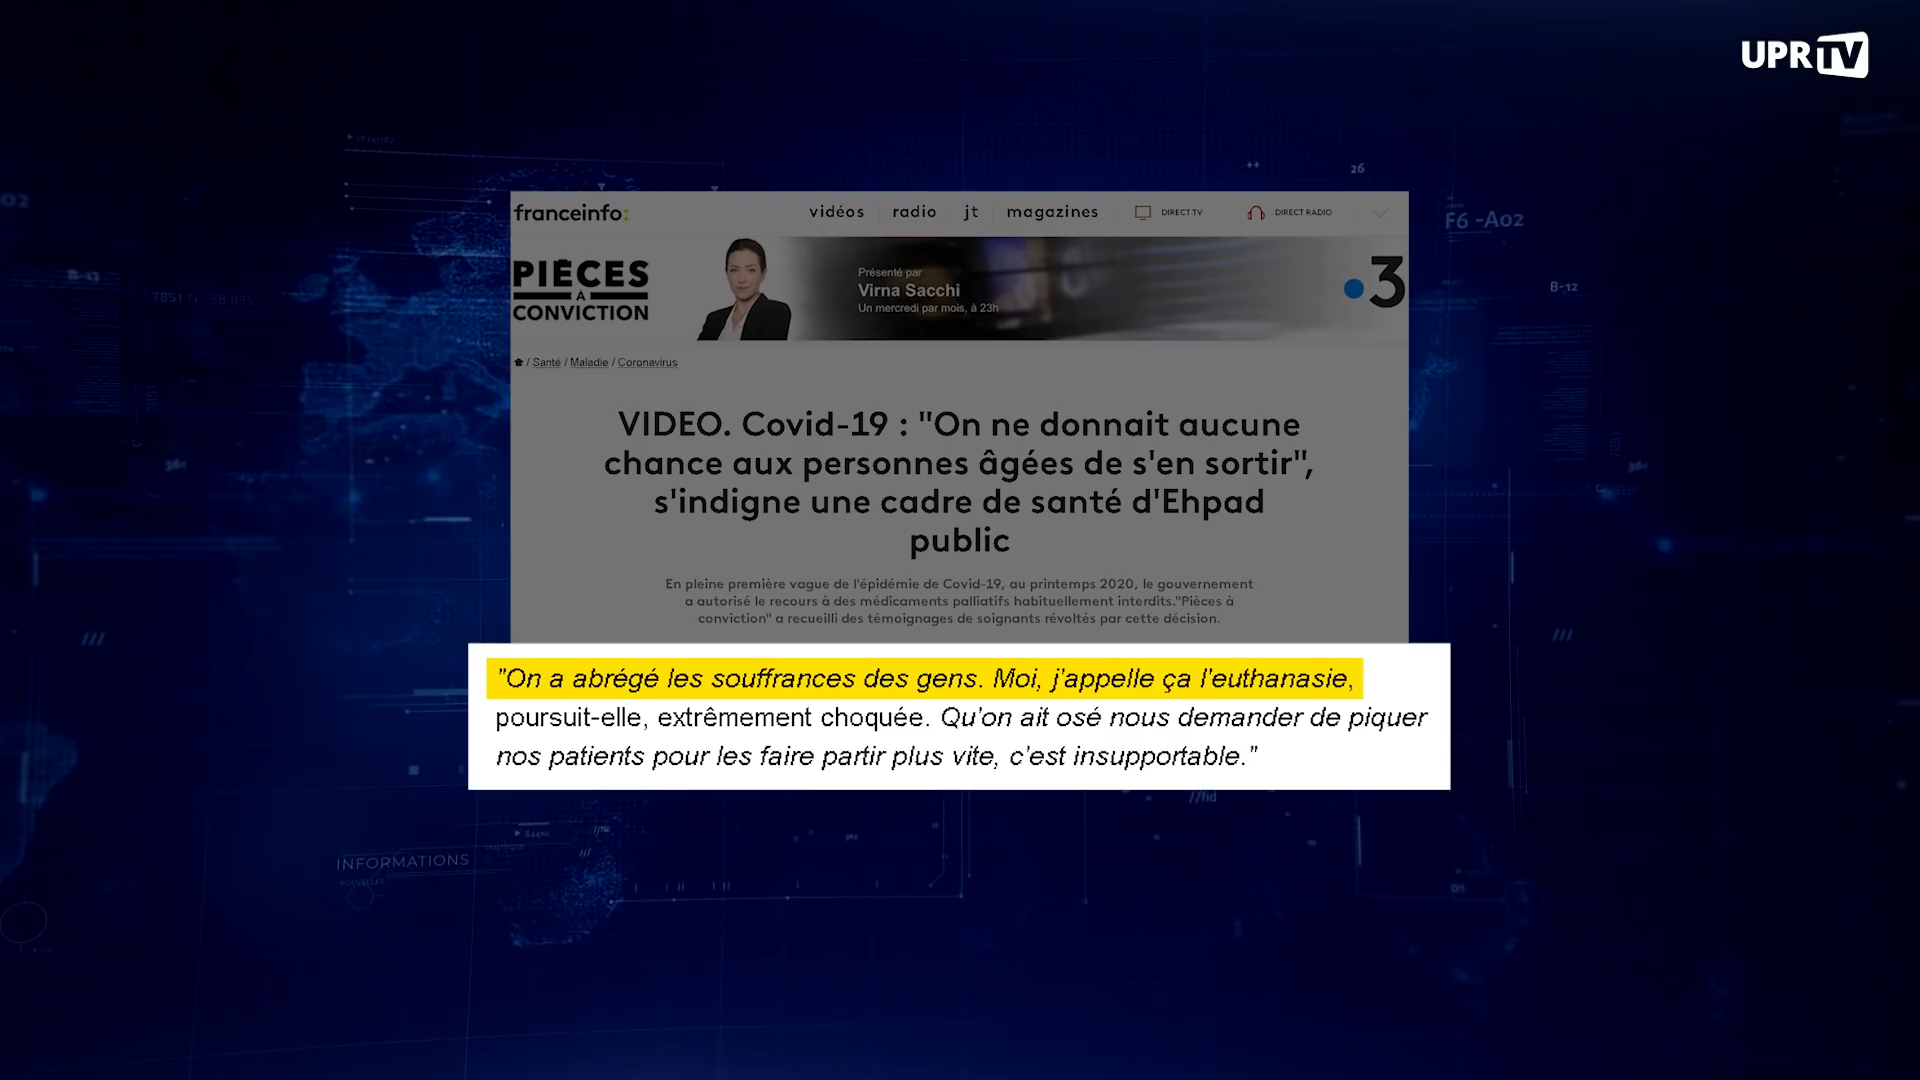 UPRTV
26
02
F6 -A02
B-12
franceinfo:
vidéos
radio
jt
magazines
DIRECT TV
DIRECT RADIO
PIÈCES
À
CONVICTION
Présenté par
Virna Sacchi
Un mercredi par mois, à 23h
3
/ Santé / Maladie / Coronavirus
VIDEO. Covid-19 : "On ne donnait aucune
chance aux personnes âgées de s'en sortir",
s'indigne une cadre de santé d'Ehpad
public
En pleine première vague de l'épidémie de Covid-19, au printemps 2020, le gouvernement
a autorisé le recours à des médicaments palliatifs habituellement interdits."Pièces à
conviction" a recueilli des témoignages de soignants révoltés par cette décision.
"On a abrégé les souffrances des gens. Moi, j'appelle ça l'euthanasie,
poursuit-elle, extrêmement choquée. Qu'on ait osé nous demander de piquer
nos patients pour les faire partir plus vite, c'est insupportable."
///
///
//fid
INFORMATIONS
NOUVELLES
01